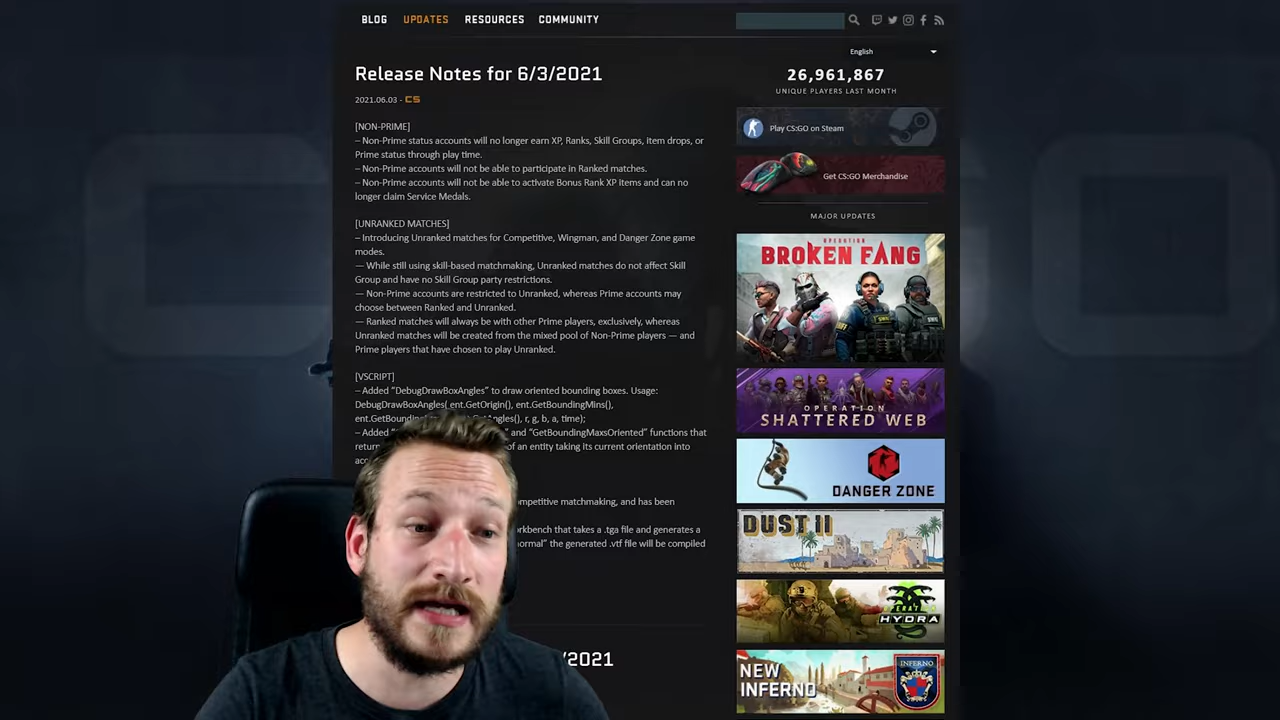 BLOG UPDATES RESOURCES COMMUNITY
English
Release Notes for 6/3/2021
2021.06.03 - CS
[NON-PRIME]
– Non-Prime status accounts will no longer earn XP, Ranks, Skill Groups, item drops, or
Prime status through play time.
– Non-Prime accounts will not be able to participate in Ranked matches.
– Non-Prime accounts will not be able to activate Bonus Rank XP items and can no
longer claim Service Medals.
[UNRANKED MATCHES]
– Introducing Unranked matches for Competitive, Wingman, and Danger Zone game
modes.
— While still using skill-based matchmaking, Unranked matches do not affect Skill
Group and have no Skill Group party restrictions.
— Non-Prime accounts are restricted to Unranked, whereas Prime accounts may
choose between Ranked and Unranked.
— Ranked matches will always be with other Prime players, exclusively, whereas
Unranked matches will be created from the mixed pool of Non-Prime players — and
Prime players that have chosen to play Unranked.
[VSCRIPT]
– Added “DebugDrawBoxAngles” to draw oriented bounding boxes. Usage:
DebugDrawBoxAngles( ent.GetOrigin(), ent.GetBoundingMins(),
ent.GetBounding r, g, b, a, time);
– Added and “GetBoundingMaxsOriented” functions that
of an entity taking its current orientation into
ompetitive matchmaking, and has been
rkbench that takes a .tga file and generates a
ormal” the generated .vtf file will be compiled
/2021
26,961,867
UNIQUE PLAYERS LAST MONTH
Play CS:GO on Steam
Get CS:GO Merchandise
MAJOR UPDATES
OPERATION
BROKEN FANG
OPERATION
SHATTERED WEB
DANGER ZONE
DUST II
OPERATION
HYDRA
NEW
INFERNO
INFERNO